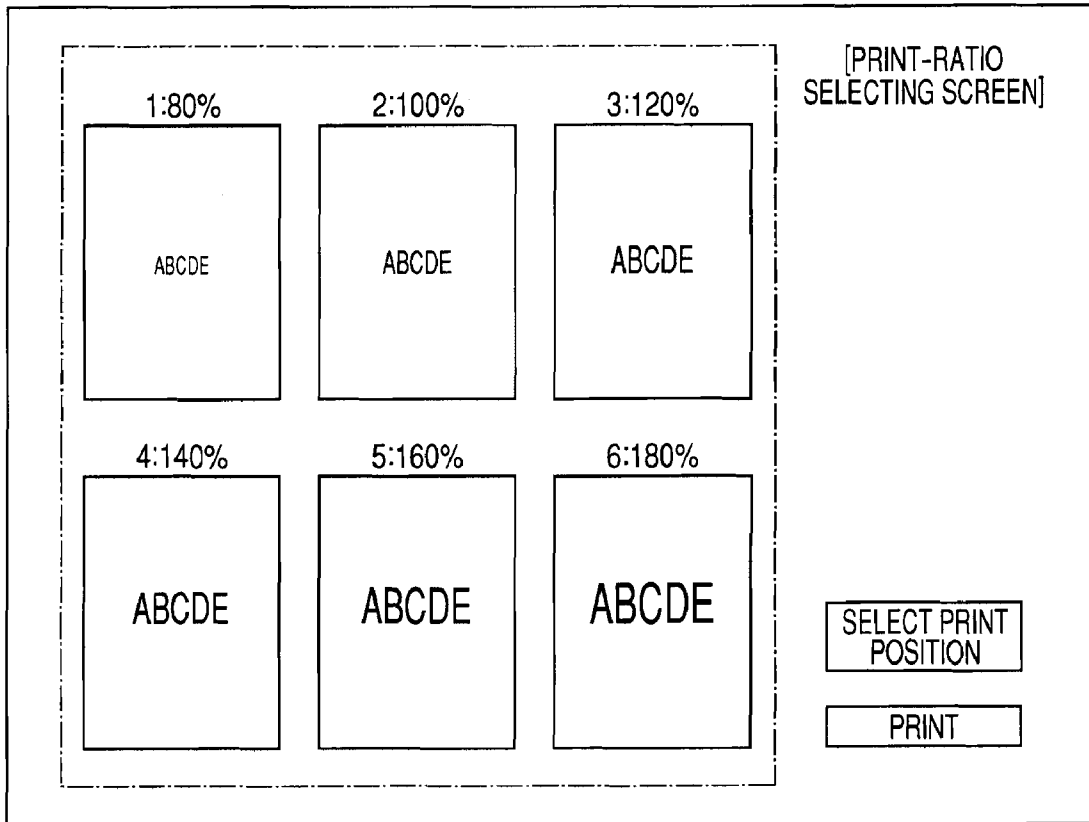 [PRINT-RATIO
SELECTING SCREEN]
1:80%
2:100%
3:120%
ABCDE
ABCDE
ABCDE
4:140%
5:160%
6:180%
ABCDE
ABCDE
ABCDE
SELECT PRINT
POSITION
PRINT